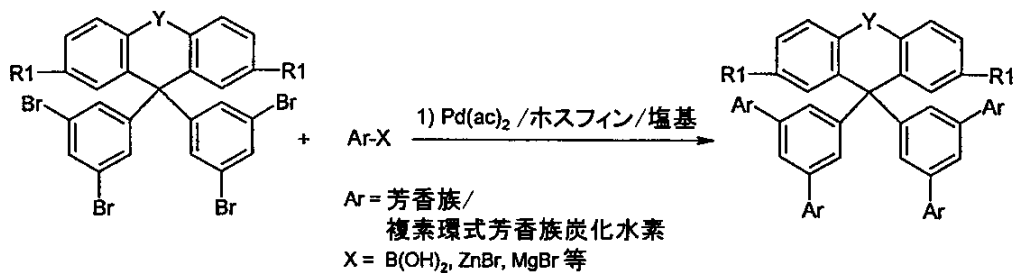 Y
R1
R1
Br
Br
Br
Br
+
Ar-X
1) Pd(ac)2 /ホスフィン/塩基
Ar = 芳香族/
複素環式芳香族炭化水素
X = B(OH)2, ZnBr, MgBr 等
Y
R1
R1
Ar
Ar
Ar
Ar